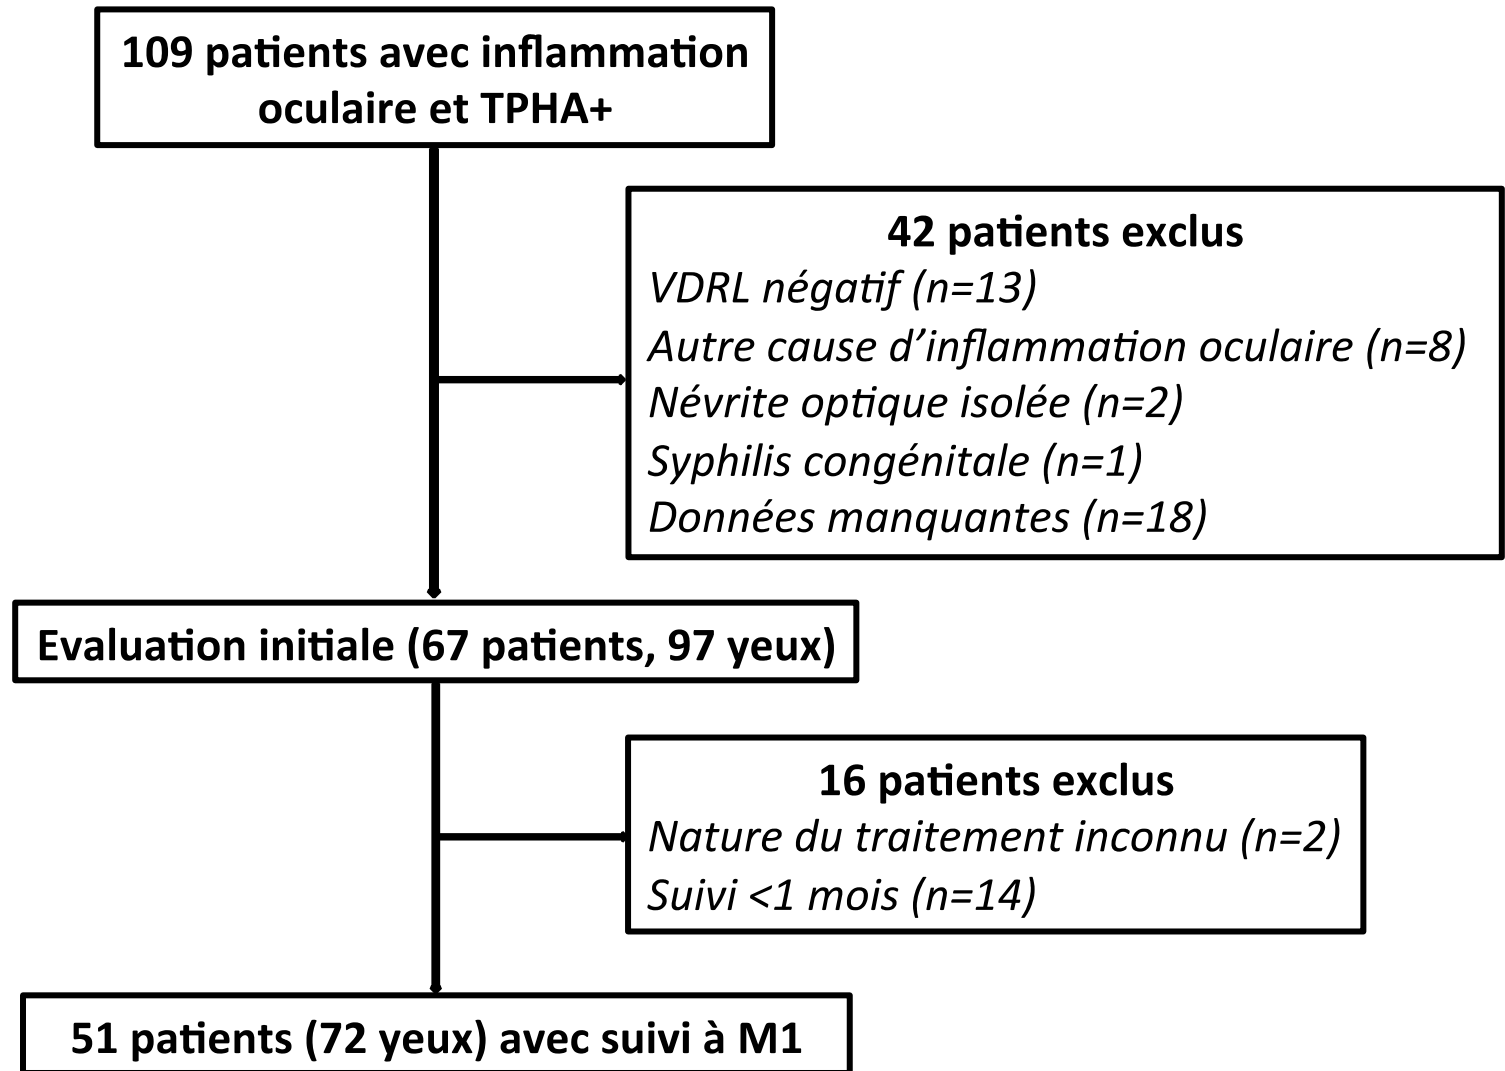 109 patients avec inflammation
oculaire et TPHA+
42 patients exclus
VDRL négatif (n=13)
Autre cause d’inflammation oculaire (n=8)
Névrite optique isolée (n=2)
Syphilis congénitale (n=1)
Données manquantes (n=18)
Evaluation initiale (67 patients, 97 yeux)
16 patients exclus
Nature du traitement inconnu (n=2)
Suivi <1 mois (n=14)
51 patients (72 yeux) avec suivi à M1